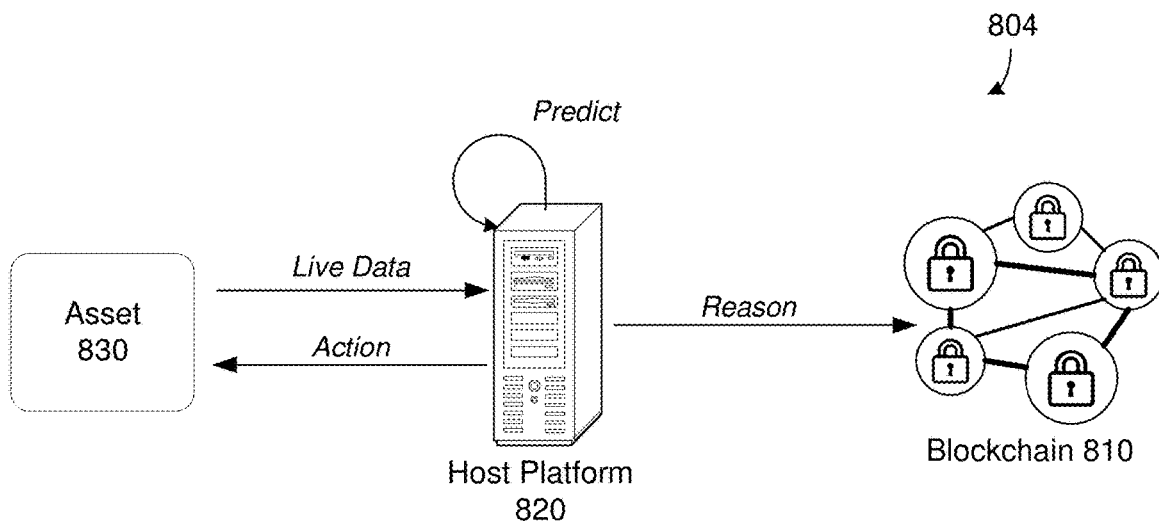 804
Predict
Live Data
Asset
830
Action
Reason
Host Platform
820
Blockchain 810